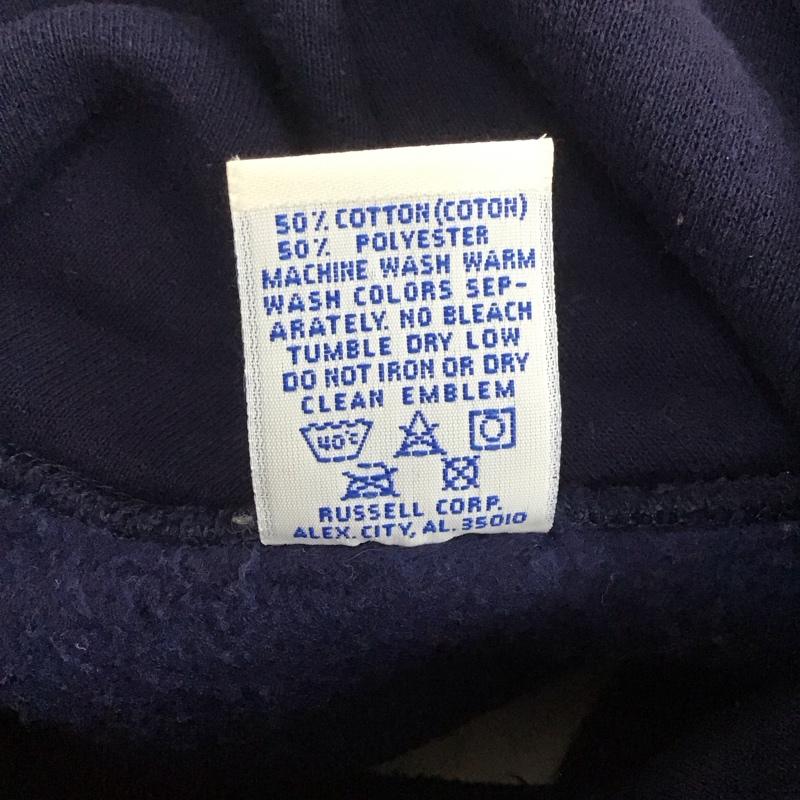 50% COTTON (COTON)
50% POLYESTER
MACHINE WASH WARM
WASH COLORS SEP-
ARATELY. NO BLEACH
TUMBLE DRY LOW
DO NOT IRON OR DRY
CLEAN EMBLEM
40°C
RUSSELL CORP.
ALEX. CITY, AL. 35010